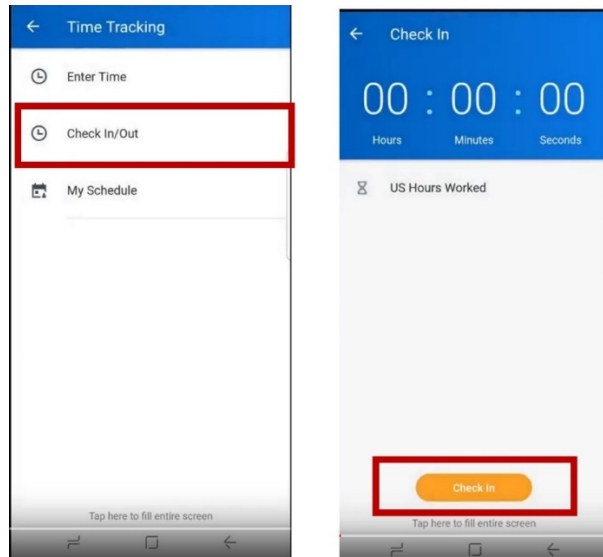 Time Tracking
Enter Time
Check In/Out
My Schedule
Tap here to fill entire screen
Check In
00 : 00 : 00
Hours Minutes Seconds
US Hours Worked
Check In
Tap here to fill entire screen